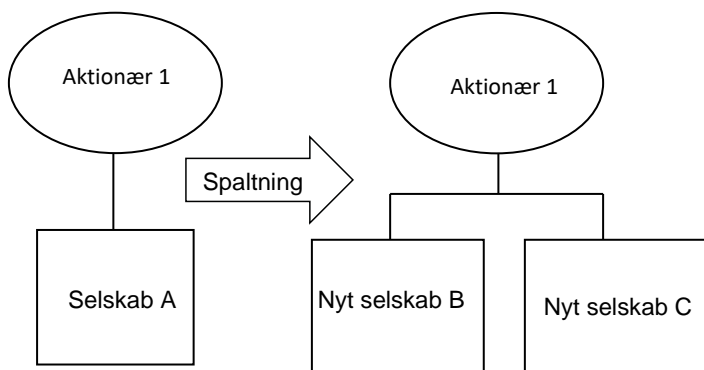 Aktionær 1
Aktionær 1
Spaltning
Selskab A
Nyt selskab B
Nyt selskab C